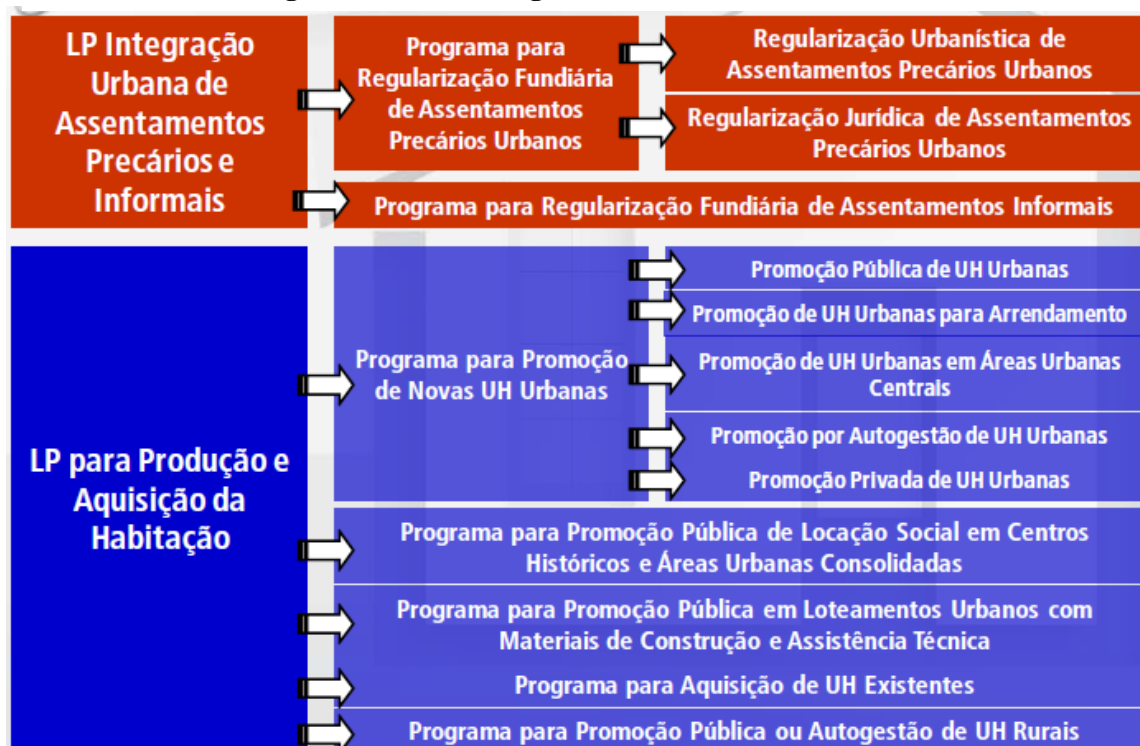 LP Integração
Urbana de
Assentamentos
Precários e
Informais
Programa para
Regularização Fundiária
de Assentamentos
Precários Urbanos
Regularização Urbanística de
Assentamentos Precários Urbanos
Regularização Jurídica de Assentamentos
Precários Urbanos
Programa para Regularização Fundiária de Assentamentos Informais
LP para Produção e
Aquisição da
Habitação
Programa para Promoção
de Novas UH Urbanas
Promoção Pública de UH Urbanas
Promoção de UH Urbanas para Arrendamento
Promoção de UH Urbanas em Áreas Urbanas
Centrais
Promoção por Autogestão de UH Urbanas
Promoção Privada de UH Urbanas
Programa para Promoção Pública de Locação Social em Centros
Históricos e Áreas Urbanas Consolidadas
Programa para Promoção Pública em Loteamentos Urbanos com
Materiais de Construção e Assistência Técnica
Programa para Aquisição de UH Existentes
Programa para Promoção Pública ou Autogestão de UH Rurais